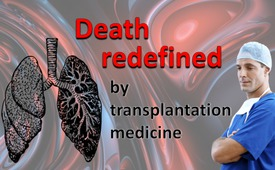 Death
redefined
by
transplantation
medicine